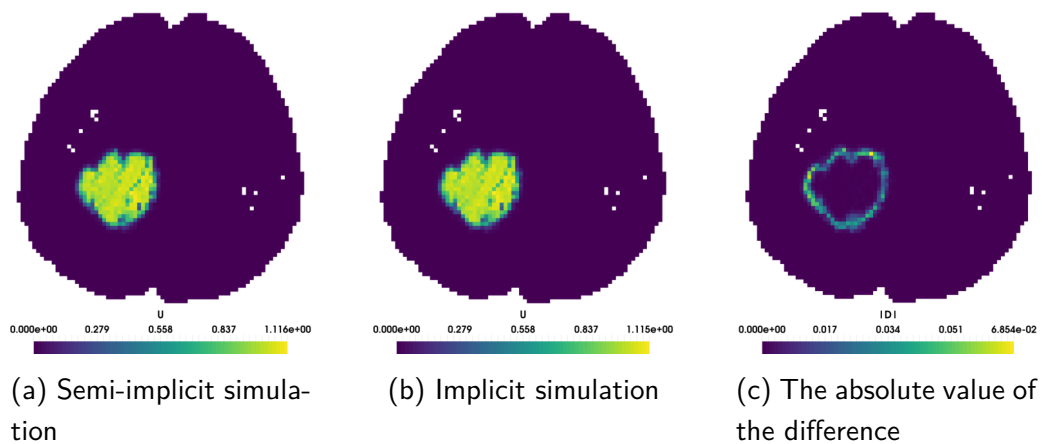 U
0.000e+00 0.279 0.558 0.837 1.116e+00
(a) Semi-implicit simula-
tion
U
0.000e+00 0.279 0.558 0.837 1.115e+00
(b) Implicit simulation
|D|
0.000e+00 0.017 0.034 0.051 6.854e-02
(c) The absolute value of
the difference